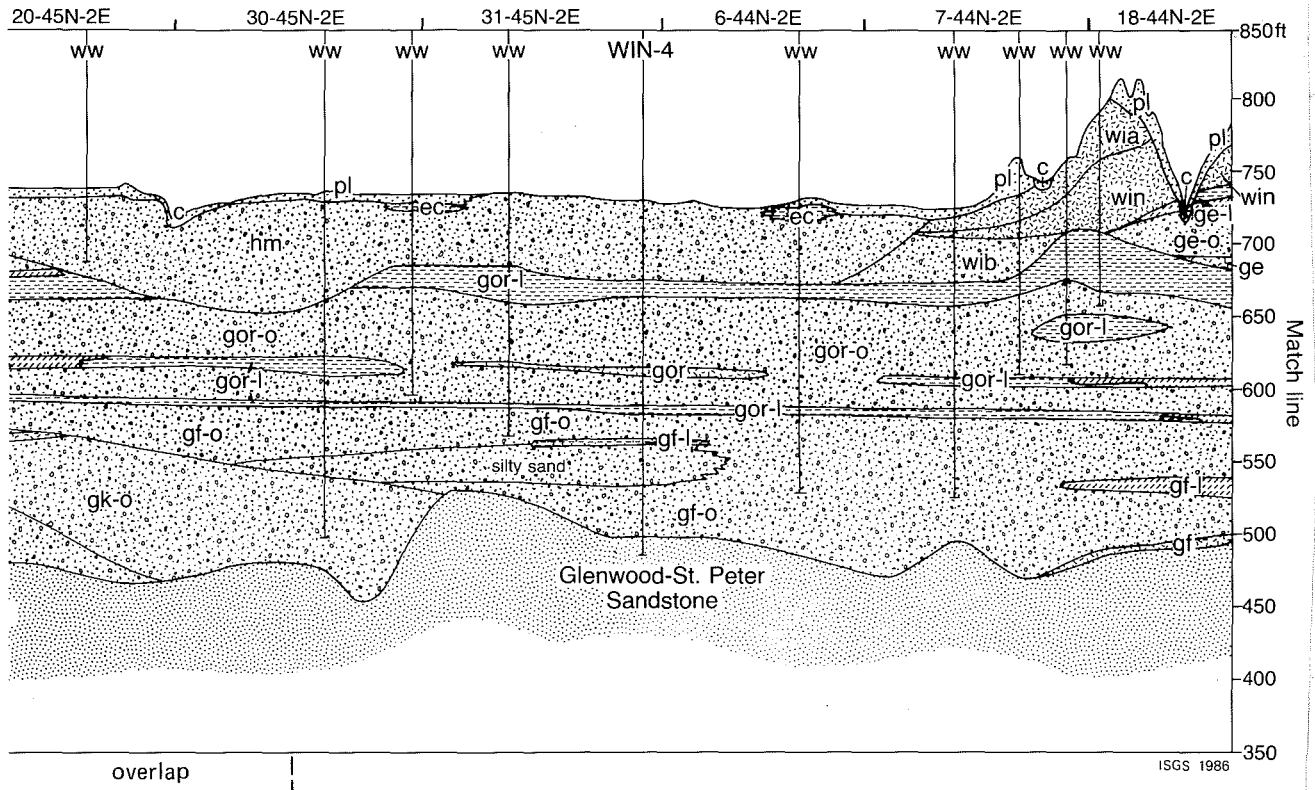 20-45N-2E 30-45N-2E 31-45N-2E 6-44N-2E 7-44N-2E 18-44N-2E
850 ft
ww ww ww ww WIN-4 ww ww ww ww ww
800
pl
wia
pl
750
c
pl
c
pl
c
ec
ec
win
win
ge-l
hm
ge-o
700
wib
ge
gor-l
650
gor-o
gor-o
gor-l
Match line
gor-l
gor
gor-l
600
gor-l
gf-o
gf-o
gf-l
550
silty sand
gk-o
gf-l
gf-o
500
gf
Glenwood-St. Peter
Sandstone
450
400
350
overlap
ISGS 1986